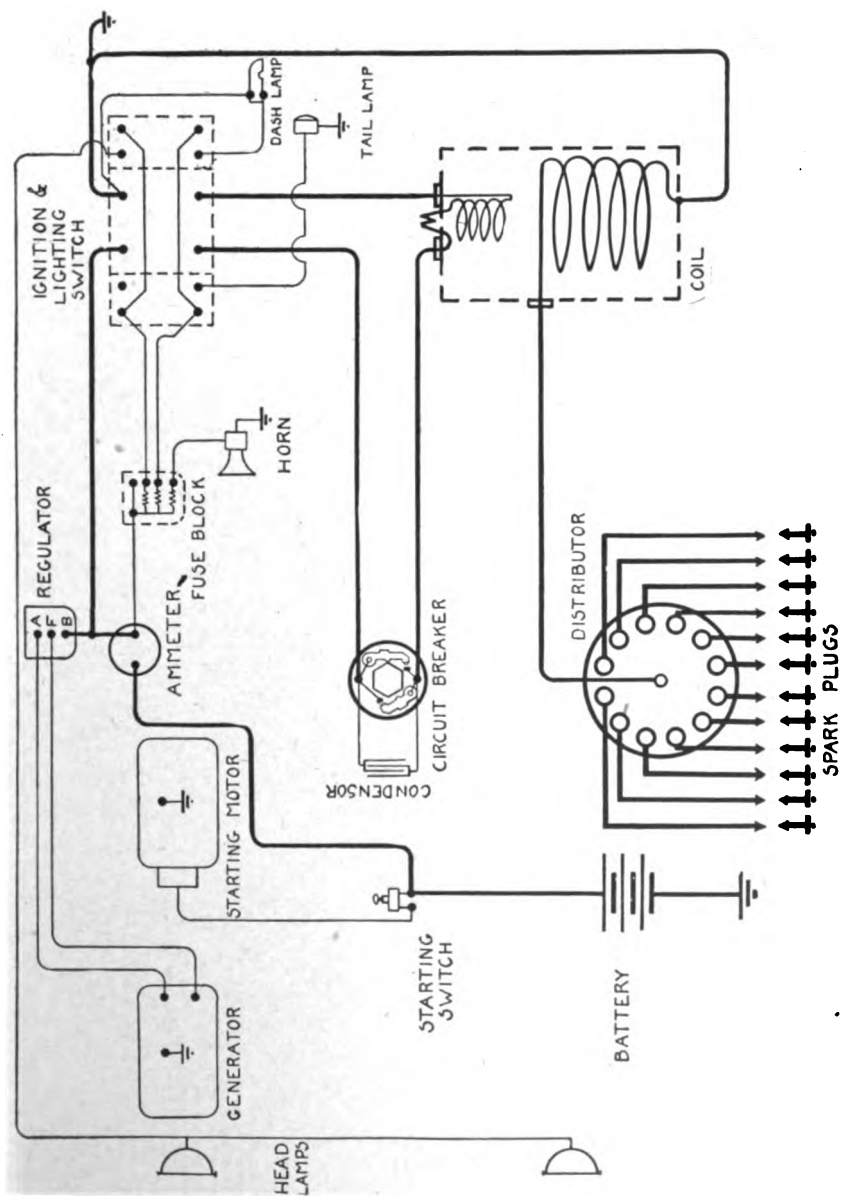 HEAD
LAMPS
GENERATOR
STARTING MOTOR
AMMETER
REGULATOR
A
F
B
FUSE BLOCK
IGNITION &
LIGHTING
SWITCH
DASH LAMP
TAIL LAMP
HORN
CONDENSOR
CIRCUIT BREAKER
STARTING
SWITCH
BATTERY
DISTRIBUTOR
COIL
SPARK PLUGS